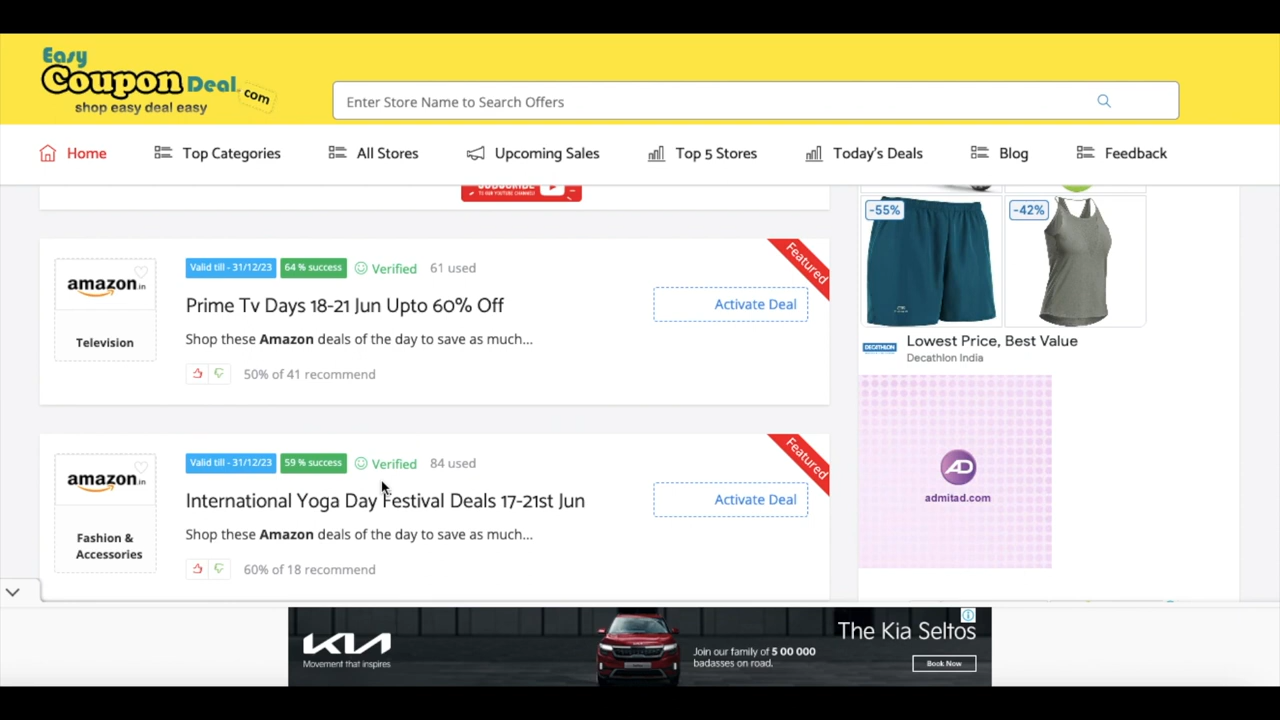 Easy
Coupon Deal.com
shop easy deal easy
Enter Store Name to Search Offers
Home
Top Categories
All Stores
Upcoming Sales
Top 5 Stores
Today's Deals
Blog
Feedback
SUBSCRIBE
TO OUR YOUTUBE CHANNEL
-55%
-42%
DECATHLON
Lowest Price, Best Value
Decathlon India
Featured
amazon.in
Television
Valid till - 31/12/23
64 % success
Verified
61 used
Prime Tv Days 18-21 Jun Upto 60% Off
Shop these Amazon deals of the day to save as much...
Activate Deal
50% of 41 recommend
Featured
amazon.in
Fashion &
Accessories
Valid till - 31/12/23
59 % success
Verified
84 used
International Yoga Day Festival Deals 17-21st Jun
Shop these Amazon deals of the day to save as much...
Activate Deal
60% of 18 recommend
AD
admitad.com
KIA
Movement that inspires
Join our family of 5 00 000
badasses on road.
The Kia Seltos
Book Now